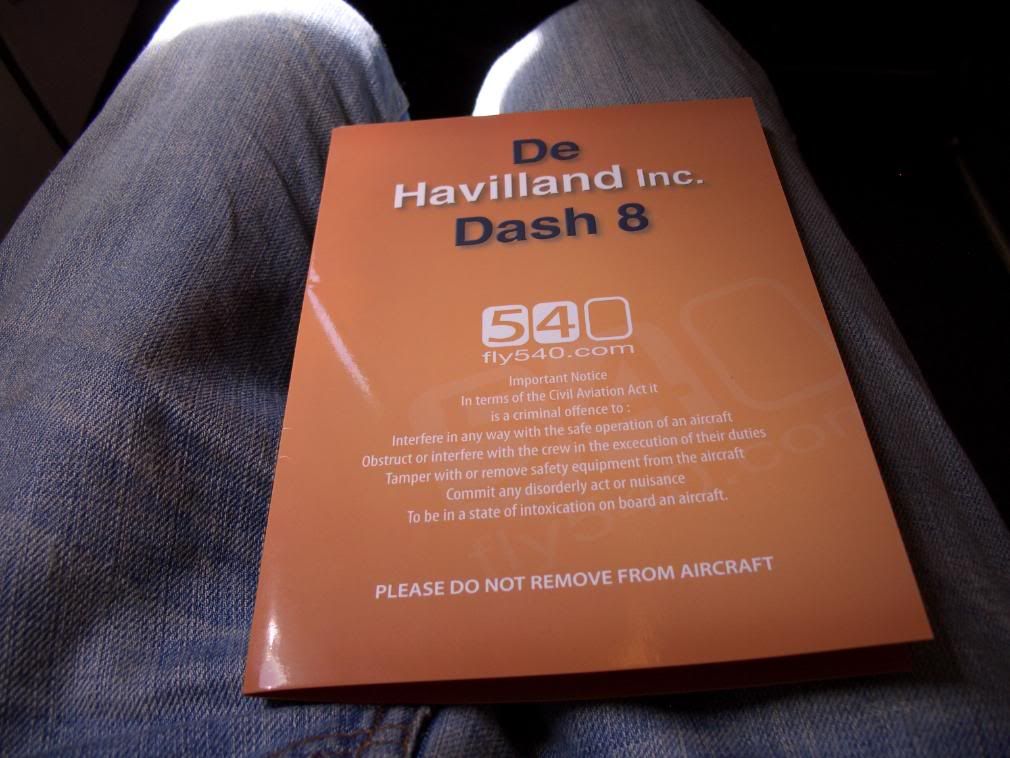 De
Havilland Inc.
Dash 8
540
fly540.com
Important Notice
In terms of the Civil Aviation Act it
is a criminal offence to :
Interfere in any way with the safe operation of an aircraft
Obstruct or interfere with the crew in the excecution of their duties
Tamper with or remove safety equipment from the aircraft
Commit any disorderly act or nuisance
To be in a state of intoxication on board an aircraft.
540
fly540.com
PLEASE DO NOT REMOVE FROM AIRCRAFT